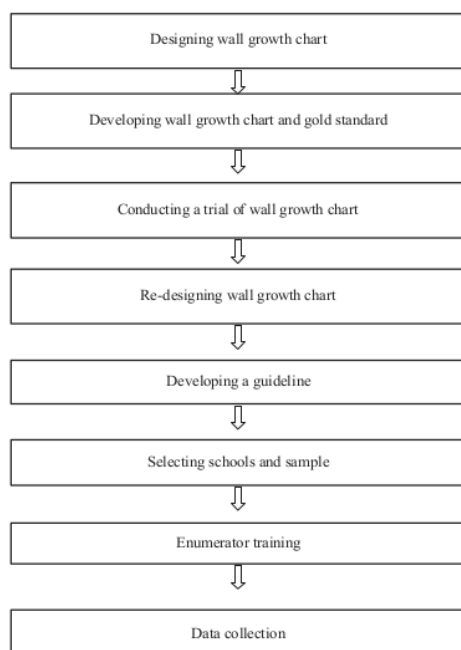 Designing wall growth chart
Developing wall growth chart and gold standard
Conducting a trial of wall growth chart
Re-designing wall growth chart
Developing a guideline
Selecting schools and sample
Enumerator training
Data collection